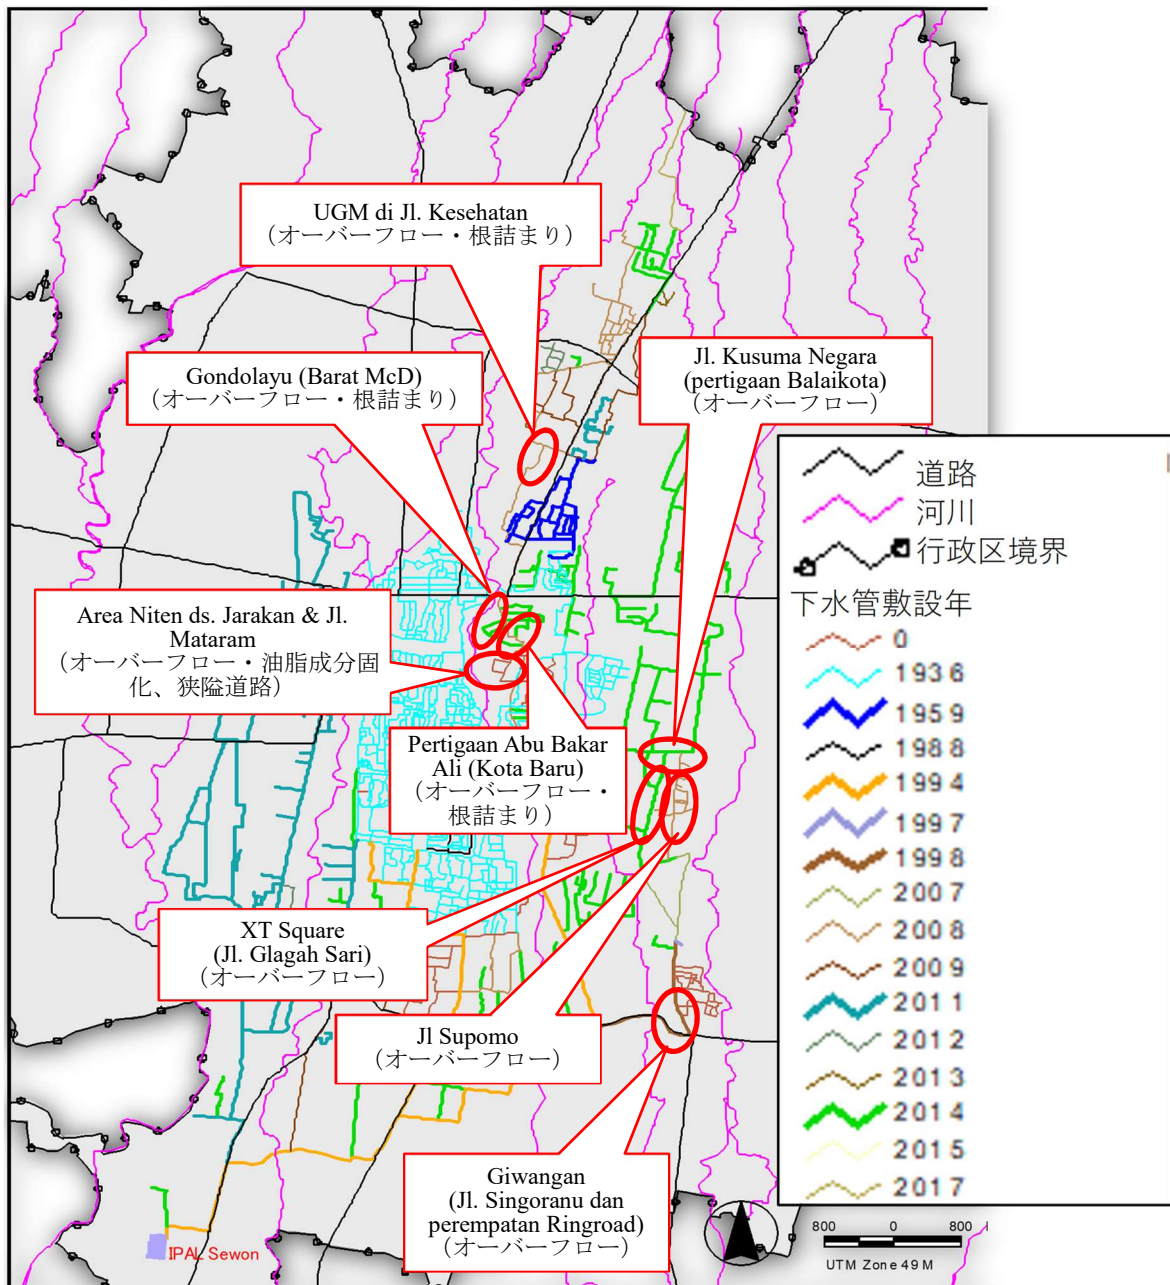 UGM di Jl. Kesehatan
(オーバーフロー・根詰まり)
Gondolayu (Barat McD)
(オーバーフロー・根詰まり)
Jl. Kusuma Negara
(pertigaan Balaikota)
(オーバーフロー)
Area Niten ds. Jarakan & Jl.
Mataram
(オーバーフロー・油脂成分固
化、狭隘道路)
Pertigaan Abu Bakar
Ali (Kota Baru)
(オーバーフロー・
根詰まり)
XT Square
(Jl. Glagah Sari)
(オーバーフロー)
Jl Supomo
(オーバーフロー)
Giwangan
(Jl. Singoranu dan
perempatan Ringroad)
(オーバーフロー)
IPAL Sewon
道路
河川
行政区境界
下水管敷設年
0
1936
1959
1988
1994
1997
1998
2007
2008
2009
2011
2012
2013
2014
2015
2017
800 0 800
UTM Zone 49 M